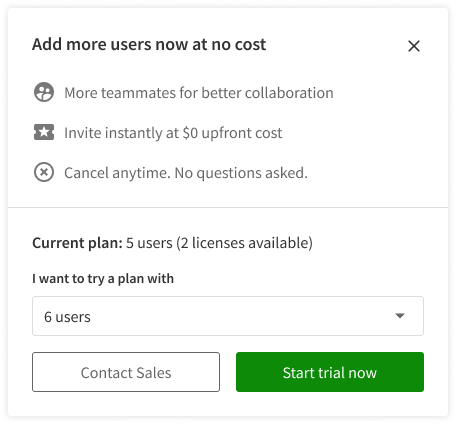 Add more users now at no cost
More teammates for better collaboration
Invite instantly at $0 upfront cost
Cancel anytime. No questions asked.
Current plan: 5 users (2 licenses available)
I want to try a plan with
6 users
Contact Sales
Start trial now